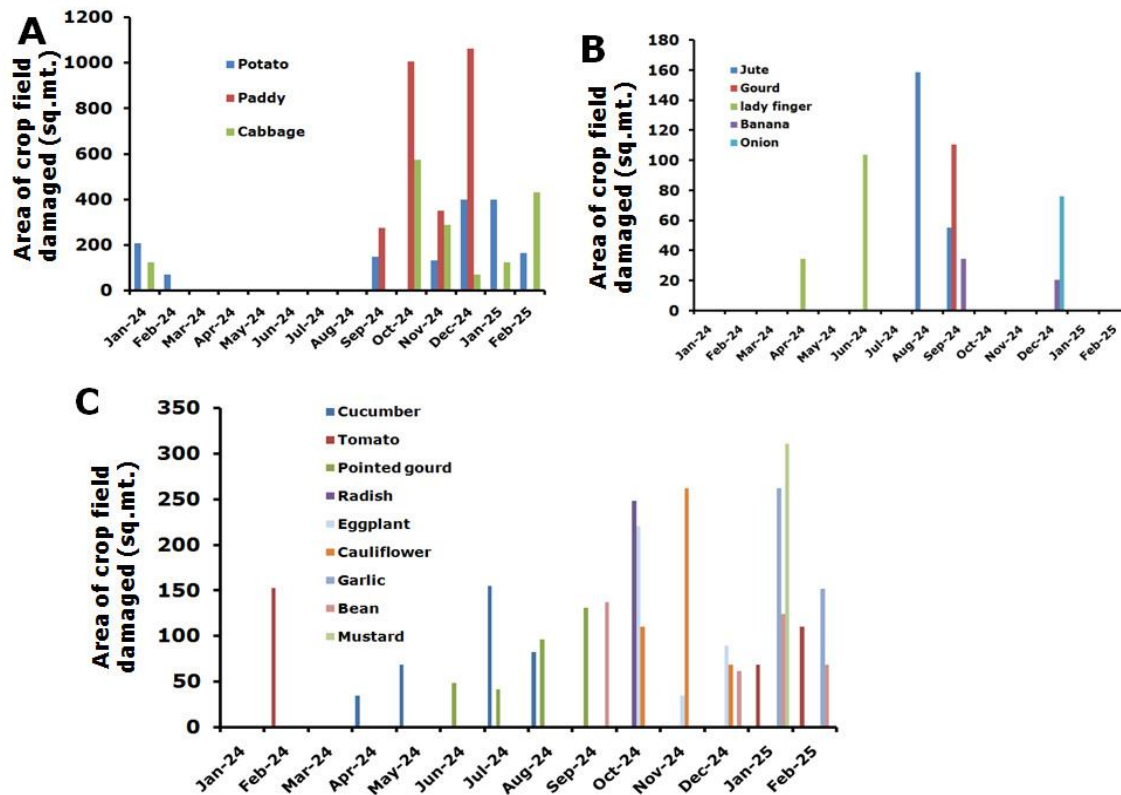 A
Area of crop field
damaged (sq.mt.)
1200
1000
800
600
400
200
0
Potato
Paddy
Cabbage
Jan-24
Feb-24
Mar-24
Apr-24
May-24
Jun-24
Jul-24
Aug-24
Sep-24
Oct-24
Nov-24
Dec-24
Jan-25
Feb-25
B
Area of crop field
damaged (sq.mt.)
180
160
140
120
100
80
60
40
20
0
Jute
Gourd
lady finger
Banana
Onion
Jan-24
Feb-24
Mar-24
Apr-24
May-24
Jun-24
Jul-24
Aug-24
Sep-24
Oct-24
Nov-24
Dec-24
Jan-25
Feb-25
C
Area of crop field
damaged (sq.mt.)
350
300
250
200
150
100
50
0
Cucumber
Tomato
Pointed gourd
Radish
Eggplant
Cauliflower
Garlic
Bean
Mustard
Jan-24
Feb-24
Mar-24
Apr-24
May-24
Jun-24
Jul-24
Aug-24
Sep-24
Oct-24
Nov-24
Dec-24
Jan-25
Feb-25